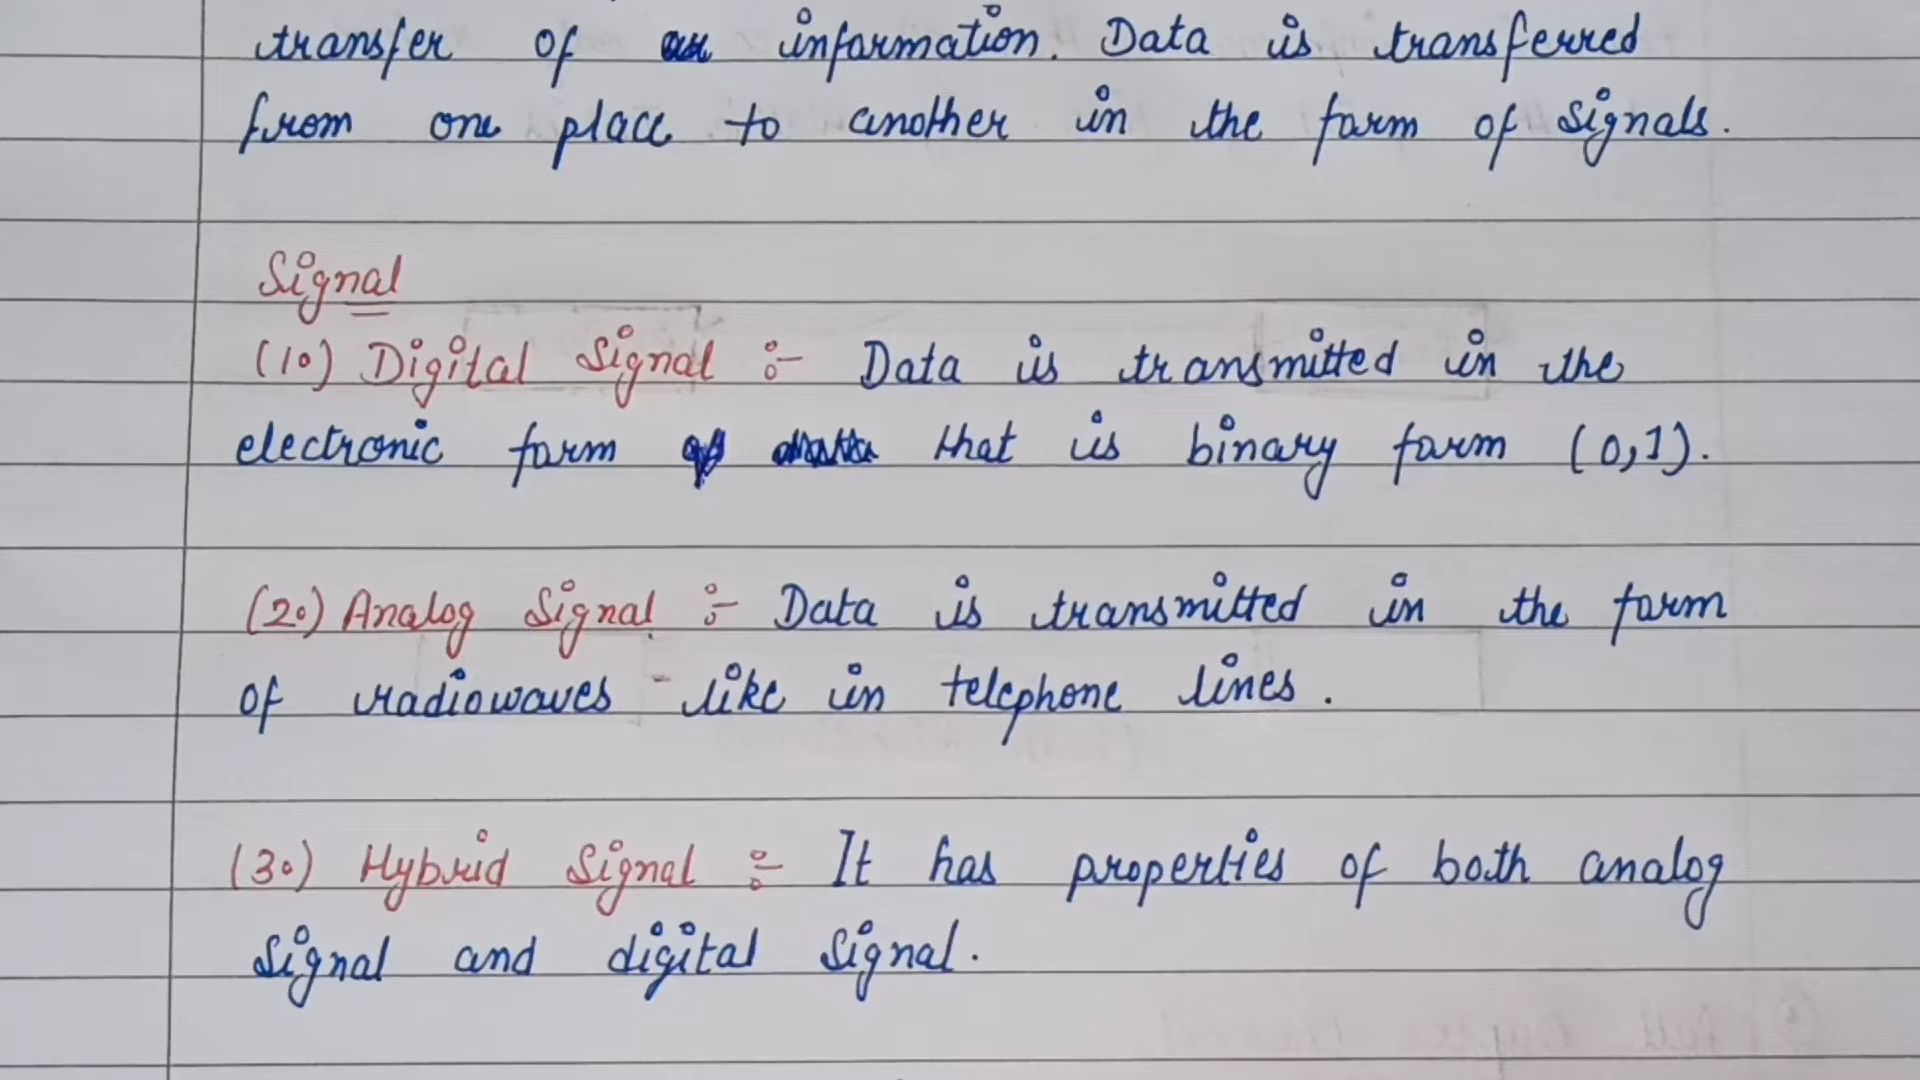 transfer of information. Data is transferred
from one place to another in the form of signals.
Signal
(1.) Digital Signal :- Data is transmitted in the
electronic form that is binary form (0,1).
(2.) Analog Signal :- Data is transmitted in the form
of radiowaves like in telephone lines.
(3.) Hybrid Signal :- It has properties of both analog
signal and digital signal.